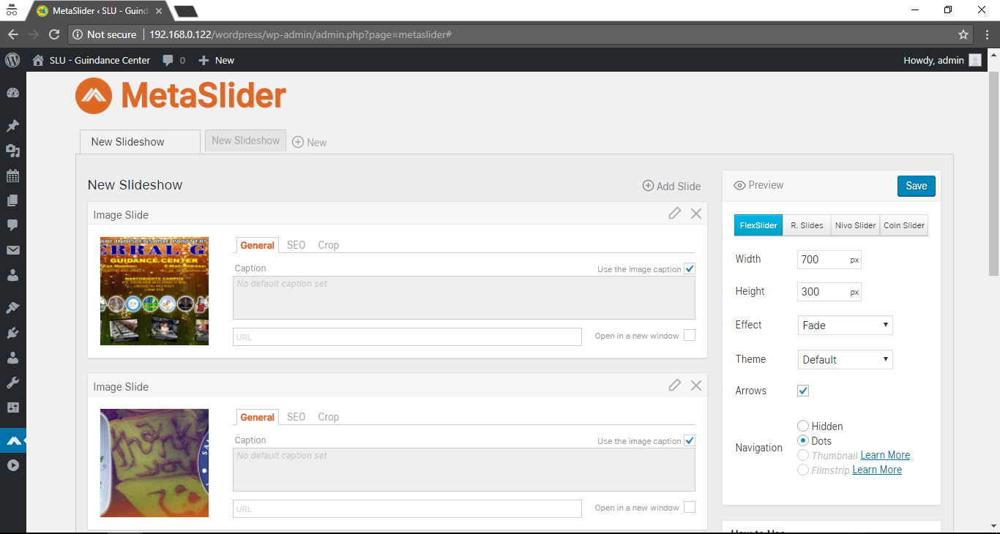 MetaSlider ‹ SLU - Guind
Not secure 192.168.0.122/wordpress/wp-admin/admin.php?page=metaslider#
SLU - Guindance Center 0 New Howdy, admin
MetaSlider
New Slideshow New Slideshow New
New Slideshow Add Slide
Image Slide
INDISPENSABLE PARTNERS
ERRAL G
GUIDANCE CENTER
MARYHEIGHTS CAMPUS
General SEO Crop
Caption Use the image caption
No default caption set
URL Open in a new window
Image Slide
thank
you
General SEO Crop
Caption Use the image caption
No default caption set
URL Open in a new window
Preview Save
FlexSlider R. Slides Nivo Slider Coin Slider
Width 700 px
Height 300 px
Effect Fade
Theme Default
Arrows
Navigation
Hidden
Dots
Thumbnail Learn More
Filmstrip Learn More